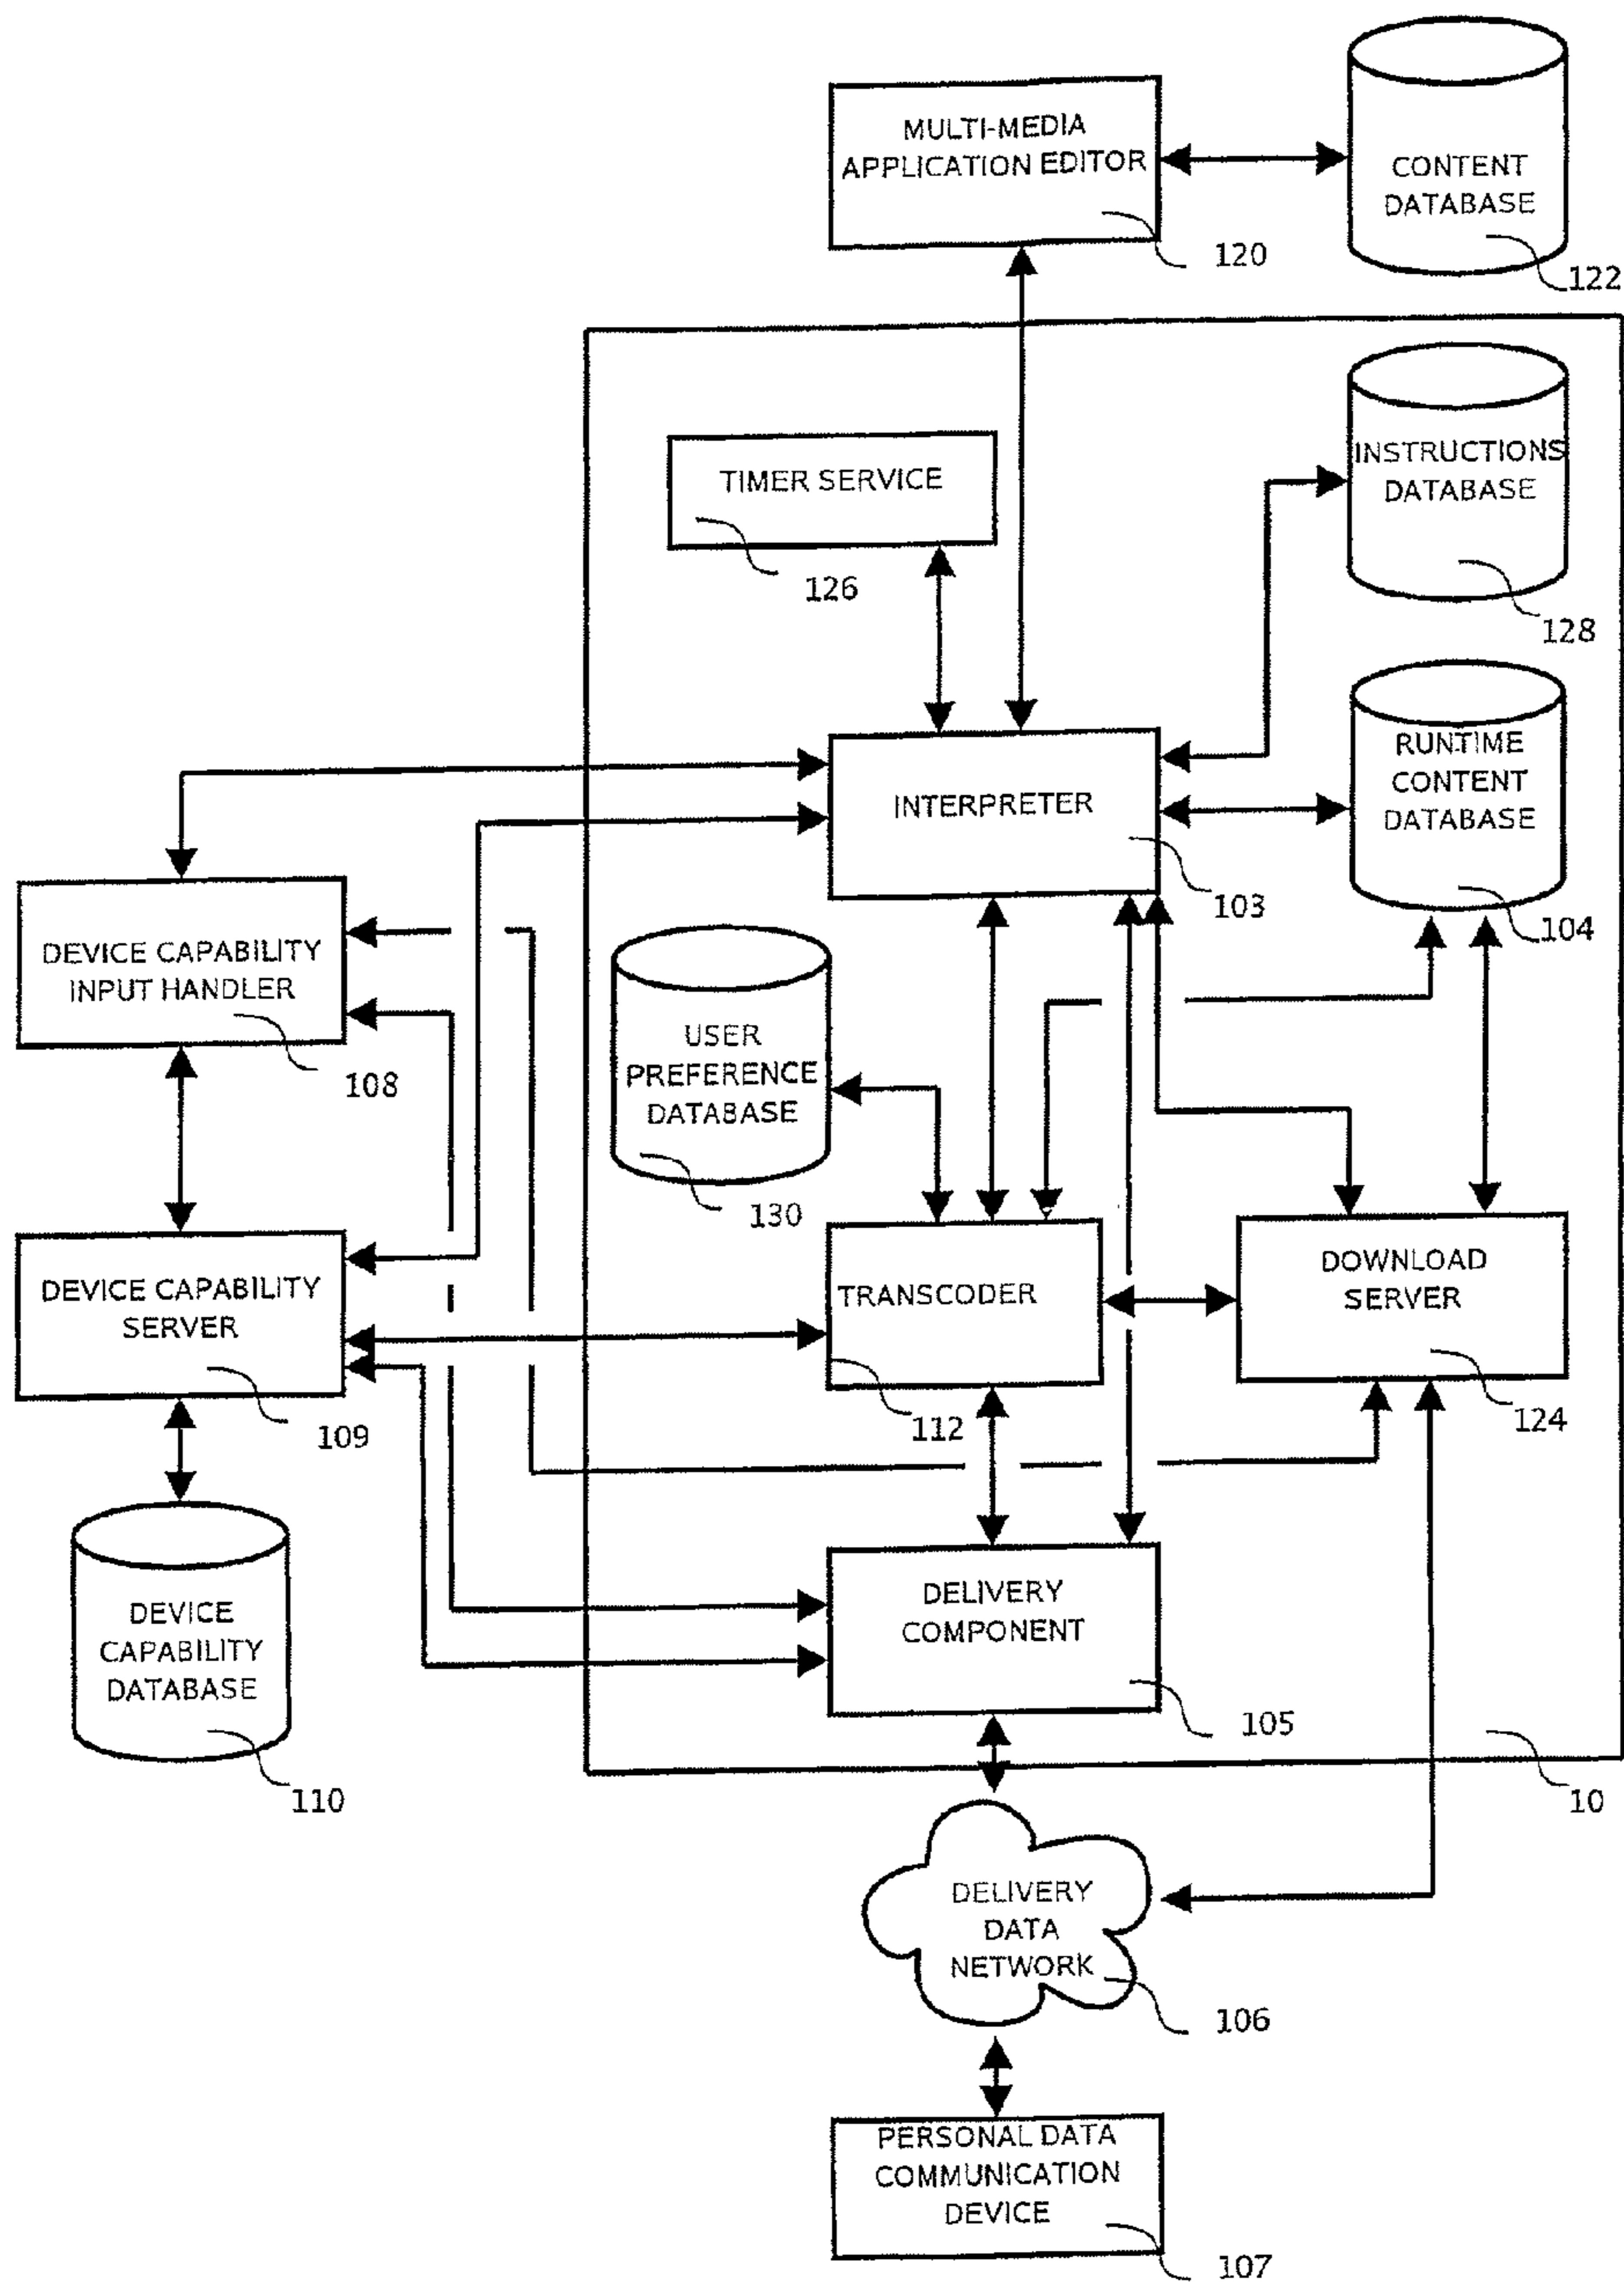 MULTI-MEDIA
APPLICATION EDITOR
120
CONTENT
DATABASE
122
TIMER SERVICE
126
INSTRUCTIONS
DATABASE
128
INTERPRETER
103
RUNTIME
CONTENT
DATABASE
104
DEVICE CAPABILITY
INPUT HANDLER
108
USER
PREFERENCE
DATABASE
130
DEVICE CAPABILITY
SERVER
109
TRANSCODER
112
DOWNLOAD
SERVER
124
DEVICE
CAPABILITY
DATABASE
110
DELIVERY
COMPONENT
105
10
DELIVERY
DATA
NETWORK
106
PERSONAL DATA
COMMUNICATION
DEVICE
107